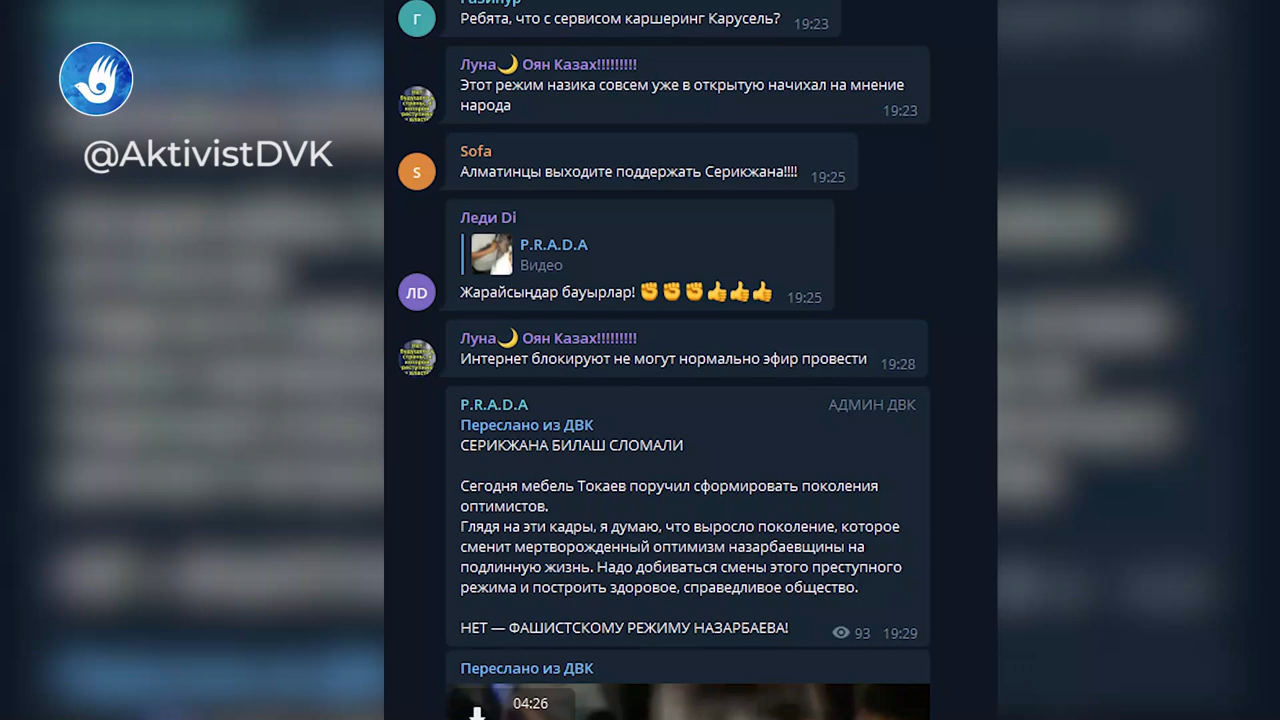 Газинур
Ребята, что с сервисом каршеринг Карусель?
19:23
Г
@AktivistDVK
Луна🌙 Оян Казах!!!!!!!!!
Этот режим назика совсем уже в открытую начихал на мнение
народа
19:23
Sofa
Алматинцы выходите поддержать Серикжана!!!!
19:25
S
Леди Di
P.R.A.D.A
Видео
Жарайсыңдар бауырлар! ✊✊✊👍👍👍
19:25
ЛD
Луна🌙 Оян Казах!!!!!!!!!
Интернет блокируют не могут нормально эфир провести
19:28
P.R.A.D.A АДМИН ДВК
Переслано из ДВК
СЕРИКЖАНА БИЛАШ СЛОМАЛИ
Сегодня мебель Токаев поручил сформировать поколения
оптимистов.
Глядя на эти кадры, я думаю, что выросло поколение, которое
сменит мертворожденный оптимизм назарбаевщины на
подлинную жизнь. Надо добиваться смены этого преступного
режима и построить здоровое, справедливое общество.
НЕТ — ФАШИСТСКОМУ РЕЖИМУ НАЗАРБАЕВА!
93 19:29
Переслано из ДВК
04:26